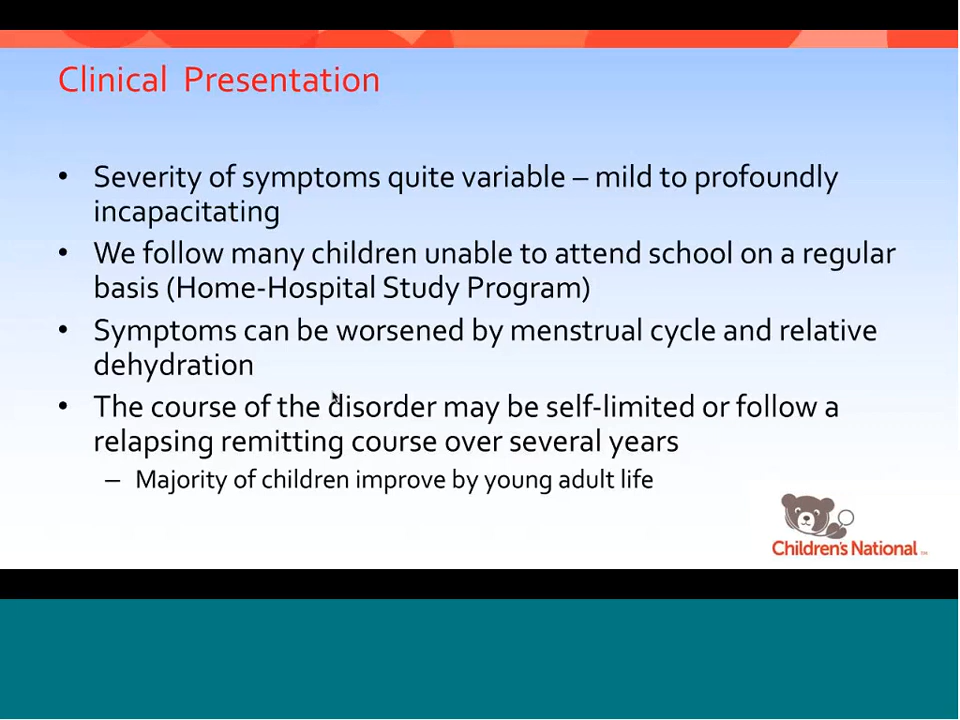 Clinical Presentation
• Severity of symptoms quite variable – mild to profoundly
incapacitating
• We follow many children unable to attend school on a regular
basis (Home-Hospital Study Program)
• Symptoms can be worsened by menstrual cycle and relative
dehydration
• The course of the disorder may be self-limited or follow a
relapsing remitting course over several years
– Majority of children improve by young adult life
Children's National™